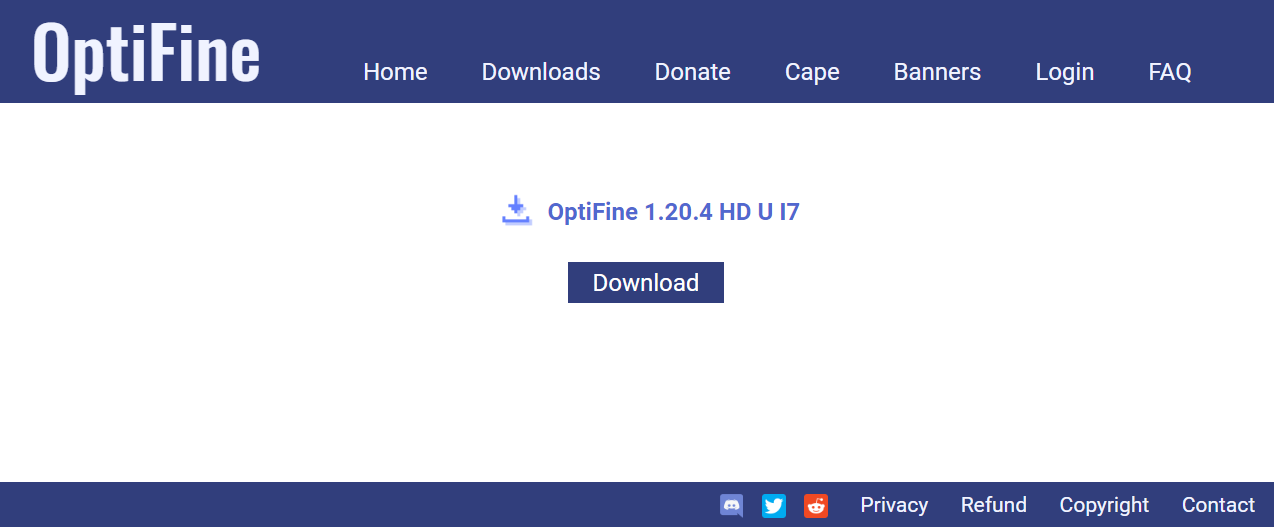 OptiFine
Home Downloads Donate Cape Banners Login FAQ
OptiFine 1.20.4 HD U I7
Download
Privacy Refund Copyright Contact